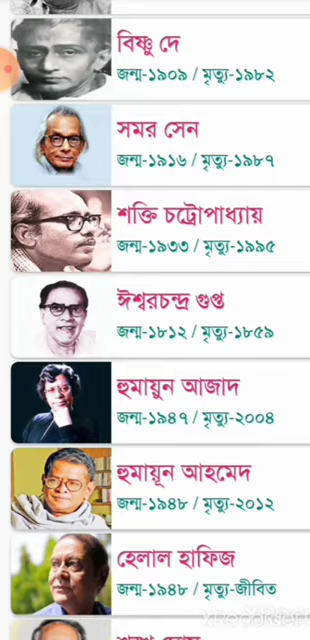 বিষ্ণু দে
জন্ম-১৯০৯ / মৃত্যু-১৯৮২
সমর সেন
জন্ম-১৯১৬ / মৃত্যু-১৯৮৭
শক্তি চট্রোপাধ্যায়
জন্ম-১৯৩৩ / মৃত্যু-১৯৯৫
ঈশ্বরচন্দ্র গুপ্ত
জন্ম-১৮১২ / মৃত্যু-১৮৫৯
হুমায়ুন আজাদ
জন্ম-১৯৪৭ / মৃত্যু-২০০৪
হুমায়ূন আহমেদ
জন্ম-১৯৪৮ / মৃত্যু-২০১২
হেলাল হাফিজ
জন্ম-১৯৪৮ / মৃত্যু-জীবিত